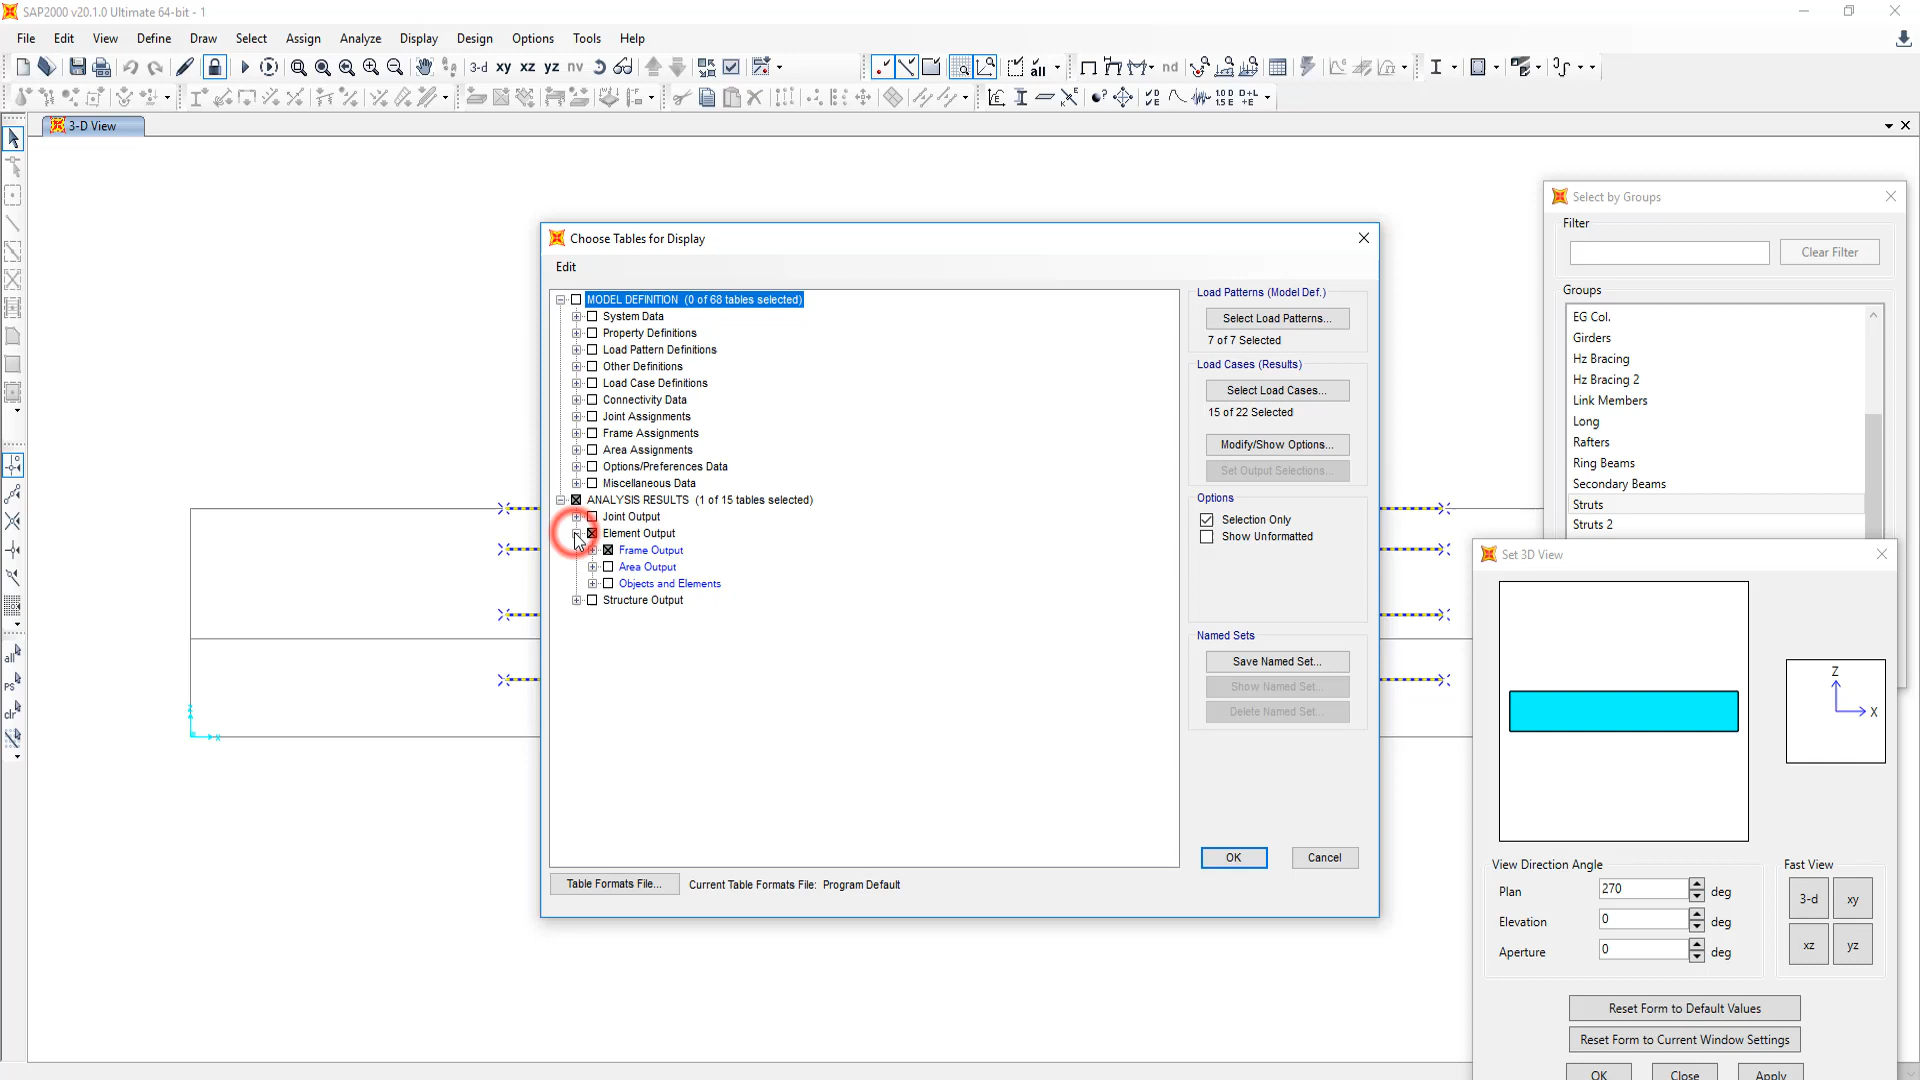 SAP2000 v20.1.0 Ultimate 64-bit - 1
File Edit View Define Draw Select Assign Analyze Display Design Options Tools Help
3-d xy xz yz nv all nd
3-D View
Choose Tables for Display
Edit
MODEL DEFINITION (0 of 68 tables selected)
System Data
Property Definitions
Load Pattern Definitions
Other Definitions
Load Case Definitions
Connectivity Data
Joint Assignments
Frame Assignments
Area Assignments
Options/Preferences Data
Miscellaneous Data
ANALYSIS RESULTS (1 of 15 tables selected)
Joint Output
Element Output
Frame Output
Area Output
Objects and Elements
Structure Output
Load Patterns (Model Def.)
Select Load Patterns...
7 of 7 Selected
Load Cases (Results)
Select Load Cases...
15 of 22 Selected
Modify/Show Options...
Set Output Selections...
Options
Selection Only
Show Unformatted
Named Sets
Save Named Set...
Show Named Set...
Delete Named Set...
OK
Cancel
Table Formats File...
Current Table Formats File: Program Default
Select by Groups
Filter
Clear Filter
Groups
EG Col.
Girders
Hz Bracing
Hz Bracing 2
Link Members
Long
Rafters
Ring Beams
Secondary Beams
Struts
Struts 2
Set 3D View
Z
X
View Direction Angle
Plan 270 deg
Elevation 0 deg
Aperture 0 deg
Fast View
3-d xy
xz yz
Reset Form to Default Values
Reset Form to Current Window Settings
OK Close Apply
all
PS
clr
X